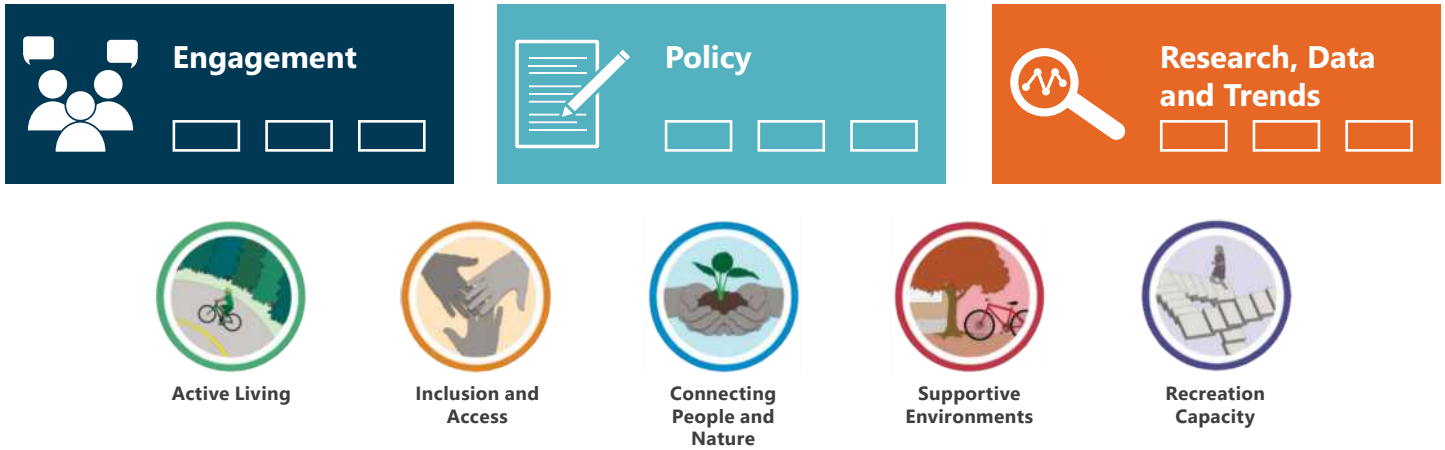 Engagement
Policy
Research, Data
and Trends
Active Living
Inclusion and
Access
Connecting
People and
Nature
Supportive
Environments
Recreation
Capacity